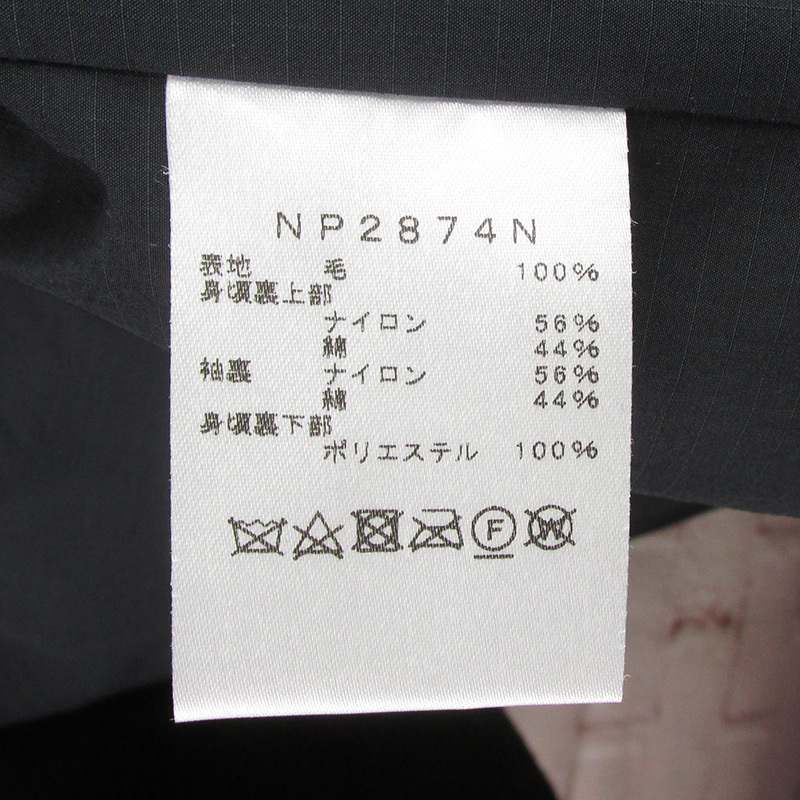 NP2874N
表地 毛 100%
身頃裏上部
ナイロン 56%
綿 44%
袖裏 ナイロン 56%
綿 44%
身頃裏下部
ポリエステル 100%
F W